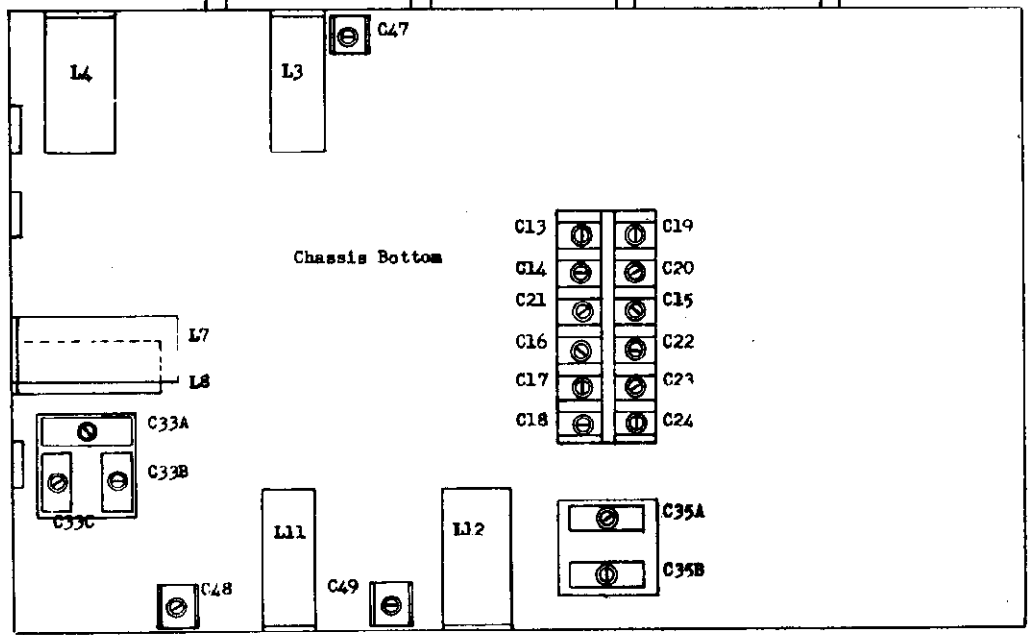 C47
L4
L3
C13
C19
Chassis Bottom
C14
C20
C21
C15
L7
C16
C22
L8
C17
C23
C33A
C18
C24
C33B
C33C
L11
L12
C35A
C35B
C48
C49